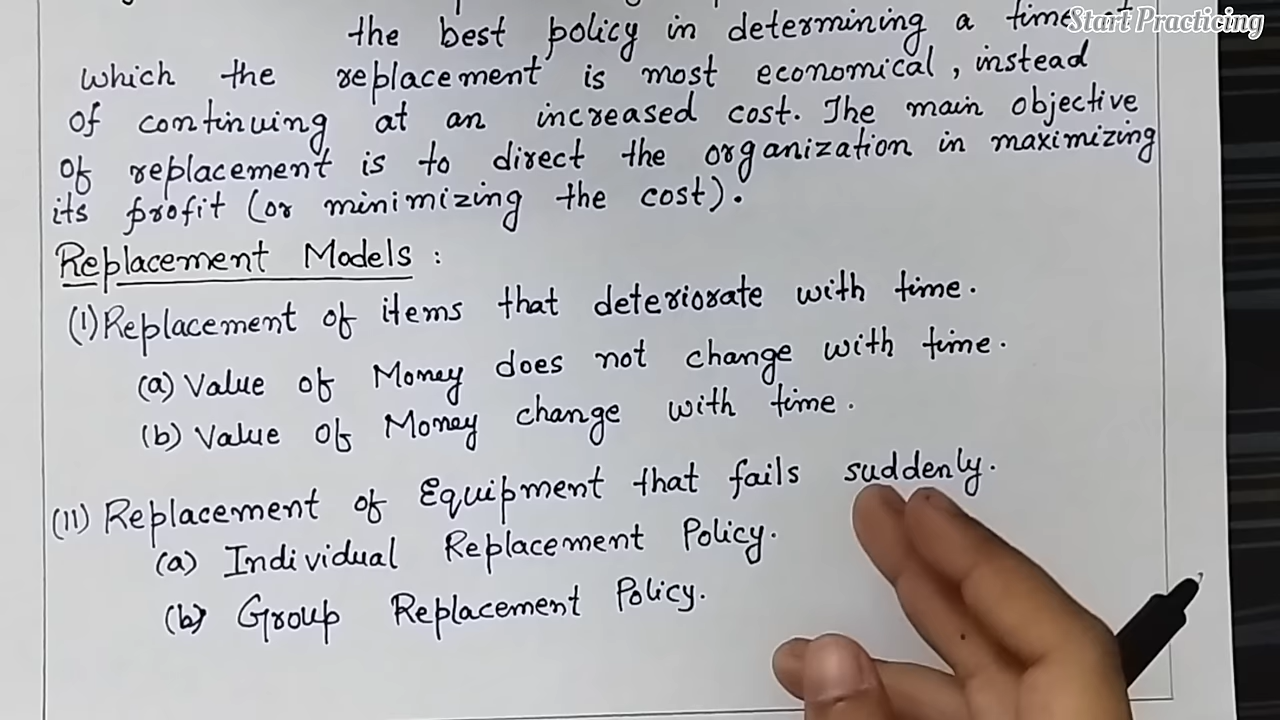 Start Practicing
the best policy in determining a time
which the replacement is most economical, instead
of continuing at an increased cost. The main objective
of replacement is to direct the organization in maximizing
its profit (or minimizing the cost).
Replacement Models :
(I) Replacement of items that deteriorate with time.
(a) Value of Money does not change with time.
(b) Value of Money change with time.
(II) Replacement of Equipment that fails suddenly.
(a) Individual Replacement Policy.
(b) Group Replacement Policy.